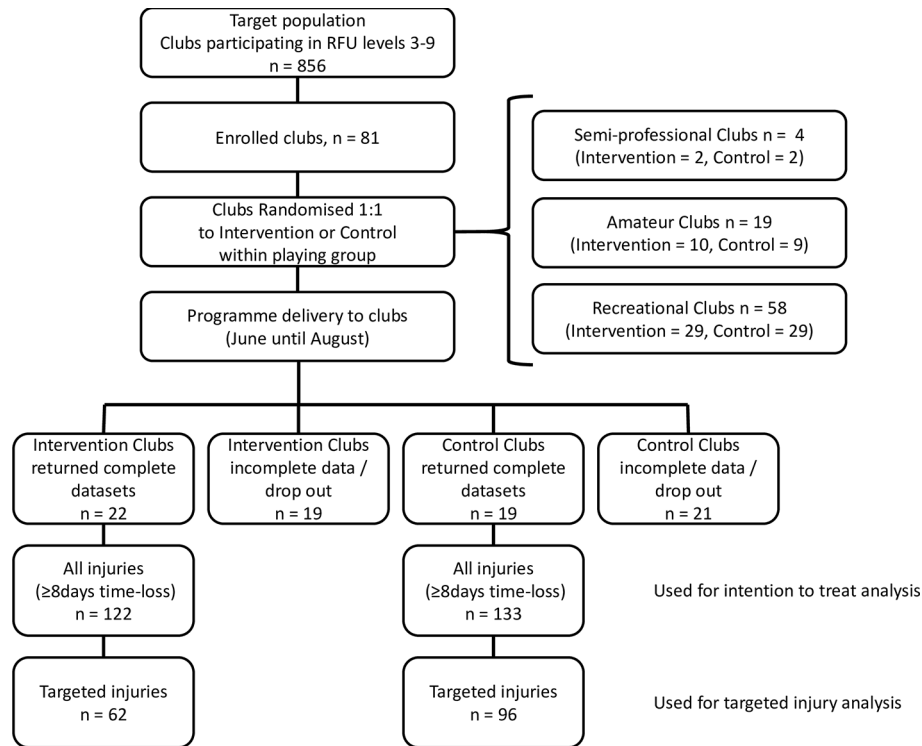 Target population
Clubs participating in RFU levels 3-9
n = 856
Enrolled clubs, n = 81
Clubs Randomised 1:1
to Intervention or Control
within playing group
Programme delivery to clubs
(June until August)
Semi-professional Clubs n = 4
(Intervention = 2, Control = 2)
Amateur Clubs n = 19
(Intervention = 10, Control = 9)
Recreational Clubs n = 58
(Intervention = 29, Control = 29)
Intervention Clubs
returned complete
datasets
n = 22
Intervention Clubs
incomplete data /
drop out
n = 19
Control Clubs
returned complete
datasets
n = 19
Control Clubs
incomplete data /
drop out
n = 21
All injuries
(≥8days time-loss)
n = 122
All injuries
(≥8days time-loss)
n = 133
Used for intention to treat analysis
Targeted injuries
n = 62
Targeted injuries
n = 96
Used for targeted injury analysis